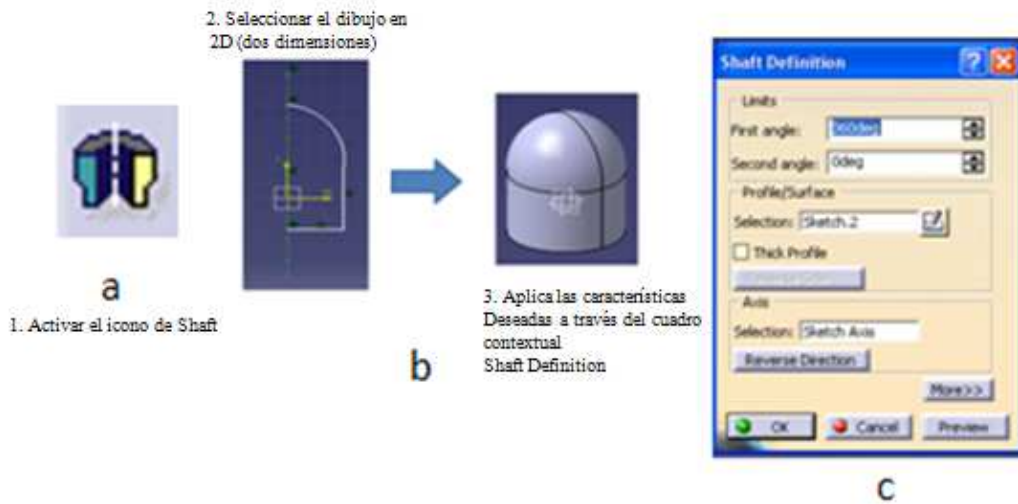 2. Seleccionar el dibujo en
2D (dos dimensiones)
a
1. Activar el icono de Shaft
b
3. Aplica las características
Deseadas a través del cuadro
contextual
Shaft Definition
Shaft Definition
Limits
First angle: 360deg
Second angle: 0deg
Profile/Surface
Selection: Sketch.2
Thick Profile
Axis
Selection: Sketch Axis
Reverse Direction
More>>
OK Cancel Preview
c